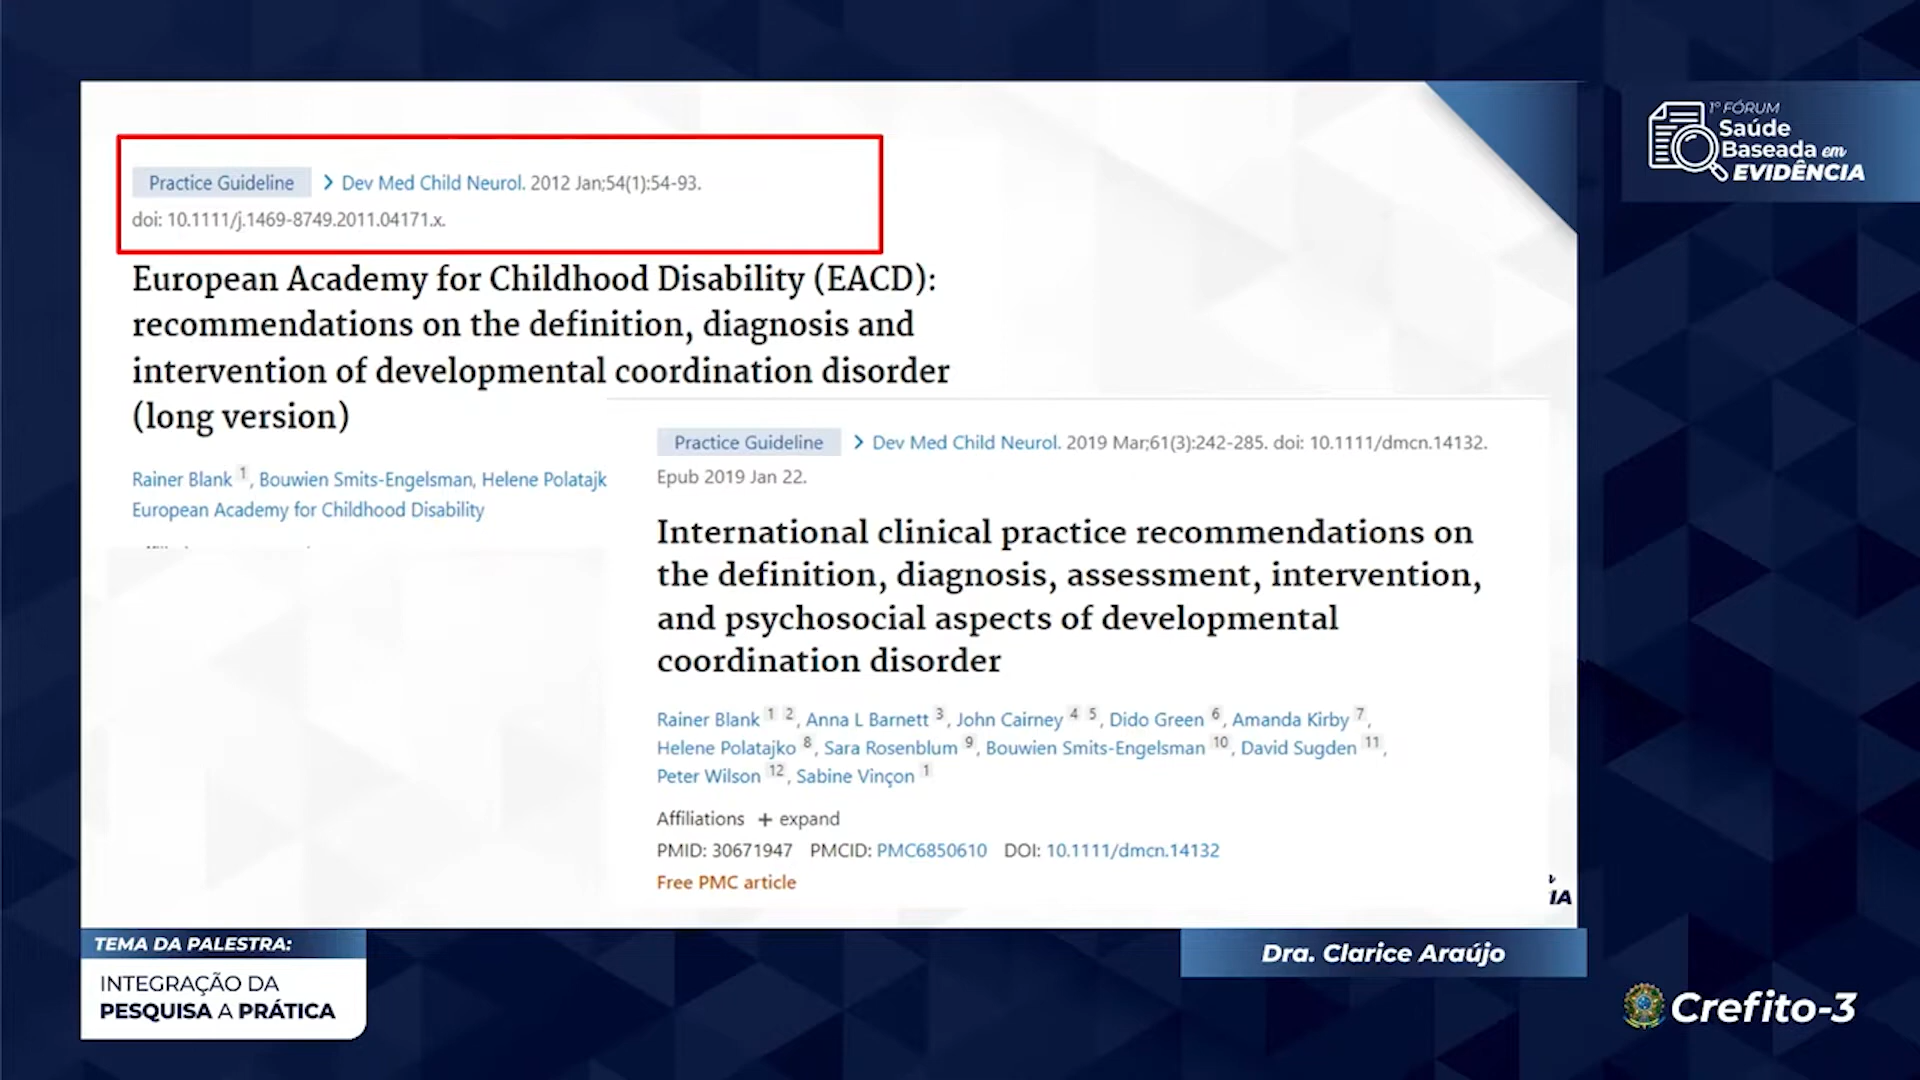 Practice Guideline > Dev Med Child Neurol. 2012 Jan;54(1):54-93.
doi: 10.1111/j.1469-8749.2011.04171.x.
European Academy for Childhood Disability (EACD):
recommendations on the definition, diagnosis and
intervention of developmental coordination disorder
(long version)
Rainer Blank 1, Bouwien Smits-Engelsman, Helene Polatajk
European Academy for Childhood Disability
Practice Guideline > Dev Med Child Neurol. 2019 Mar;61(3):242-285. doi: 10.1111/dmcn.14132.
Epub 2019 Jan 22.
International clinical practice recommendations on
the definition, diagnosis, assessment, intervention,
and psychosocial aspects of developmental
coordination disorder
Rainer Blank 1 2, Anna L Barnett 3, John Cairney 4 5, Dido Green 6, Amanda Kirby 7,
Helene Polatajko 8, Sara Rosenblum 9, Bouwien Smits-Engelsman 10, David Sugden 11,
Peter Wilson 12, Sabine Vinçon 1
Affiliations + expand
PMID: 30671947 PMCID: PMC6850610 DOI: 10.1111/dmcn.14132
Free PMC article
IA
1º FÓRUM
Saúde
Baseada em
EVIDÊNCIA
TEMA DA PALESTRA:
INTEGRAÇÃO DA
PESQUISA A PRÁTICA
Dra. Clarice Araújo
Crefito-3